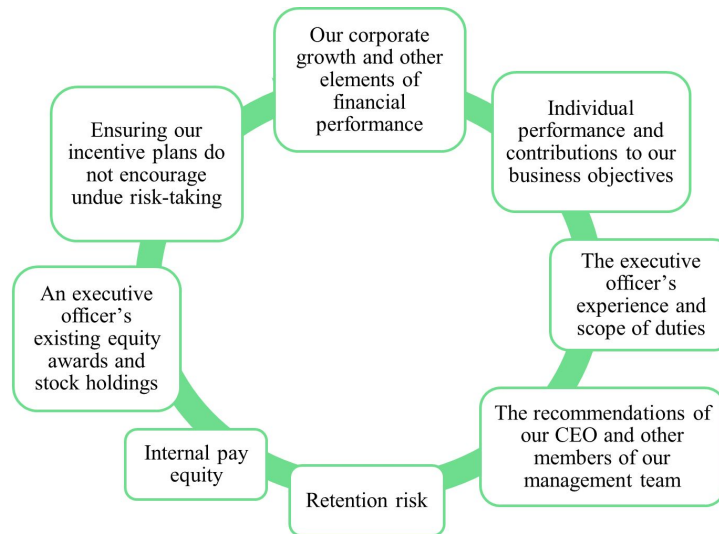 Our corporate
growth and other
elements of
financial
performance
Individual
performance and
contributions to our
business objectives
The executive
officer’s
experience and
scope of duties
The recommendations of
our CEO and other
members of our
management team
Retention risk
Internal pay
equity
An executive
officer’s
existing equity
awards and
stock holdings
Ensuring our
incentive plans do
not encourage
undue risk-taking